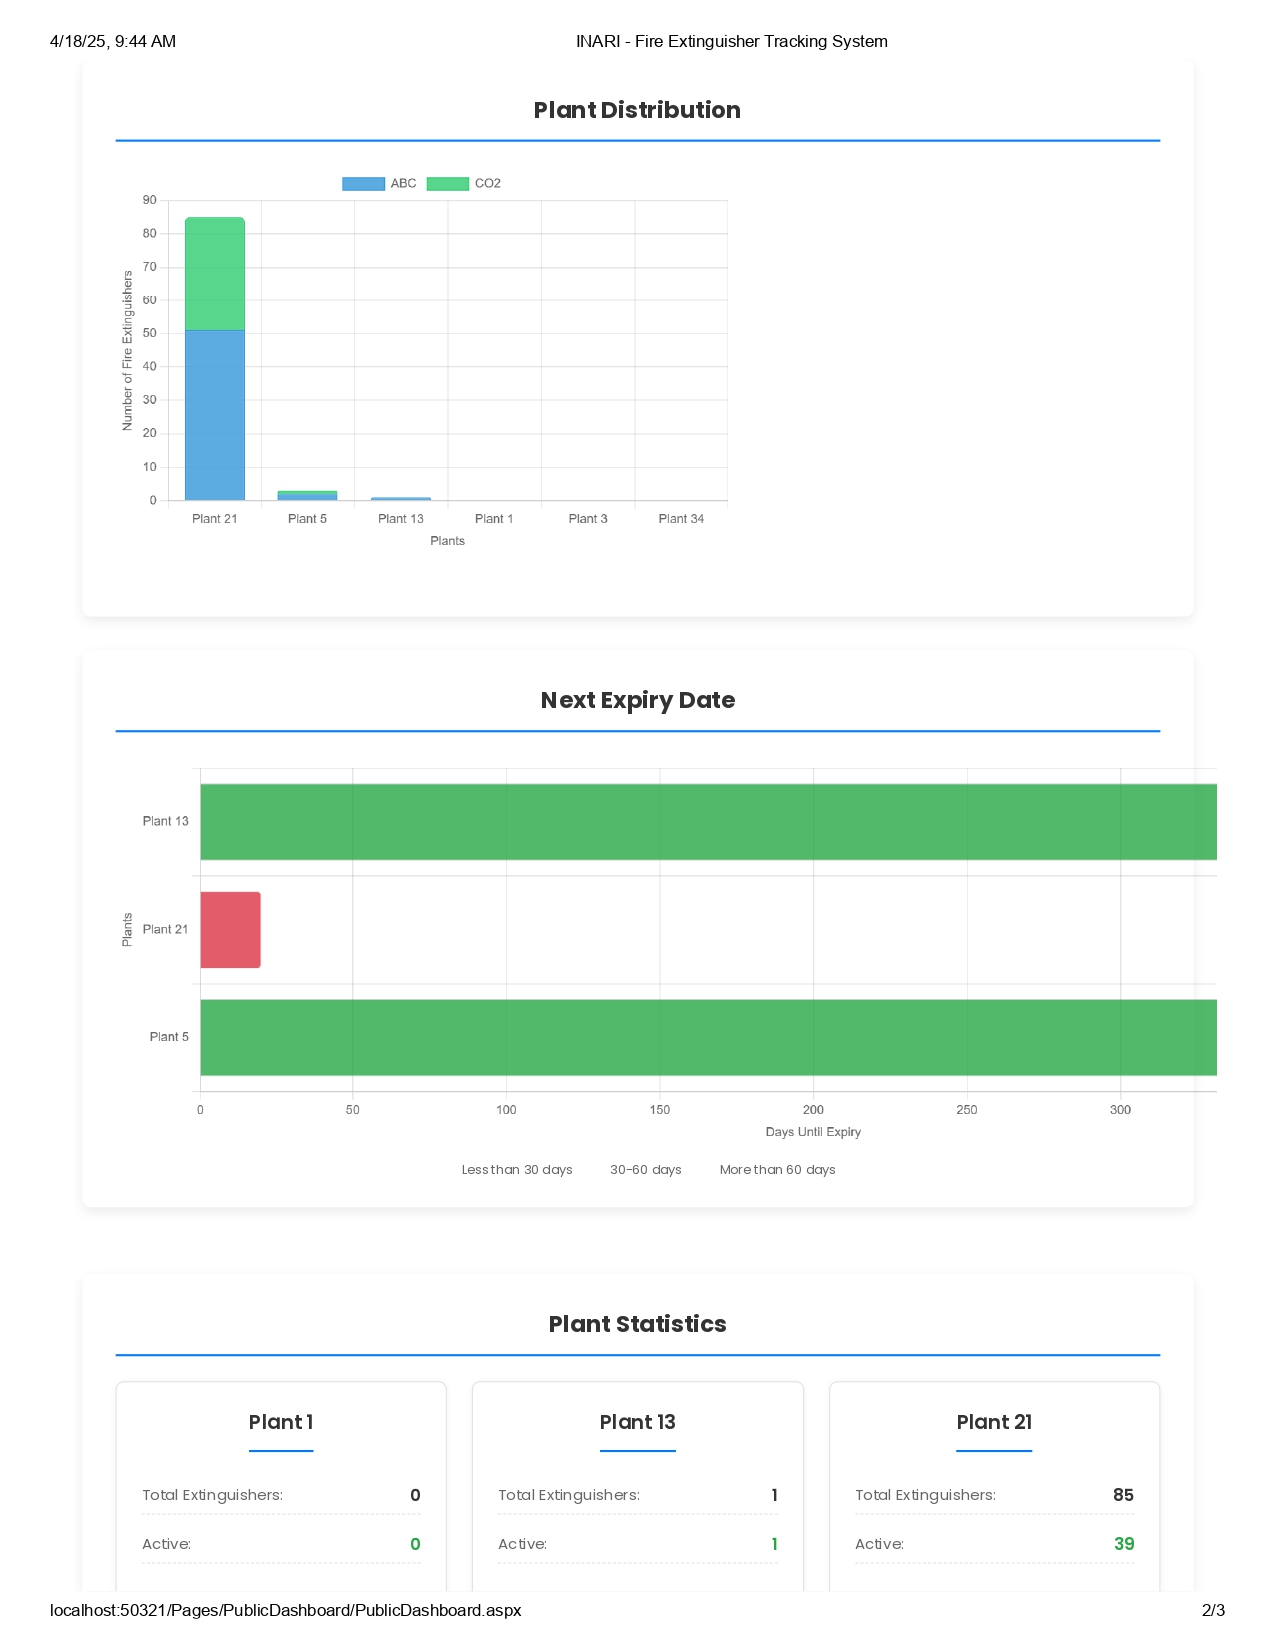 4/18/25, 9:44 AM INARI - Fire Extinguisher Tracking System
Plant Distribution
ABC CO2
90
80
70
60
50
40
30
20
10
0
Number of Fire Extinguishers
Plant 21 Plant 5 Plant 13 Plant 1 Plant 3 Plant 34
Plants
Next Expiry Date
Plant 13
Plant 21
Plant 5
Plants
0 50 100 150 200 250 300
Days Until Expiry
Less than 30 days 30-60 days More than 60 days
Plant Statistics
Plant 1 Plant 13 Plant 21
Total Extinguishers: 0 Total Extinguishers: 1 Total Extinguishers: 85
Active: 0 Active: 1 Active: 39
localhost:50321/Pages/PublicDashboard/PublicDashboard.aspx 2/3